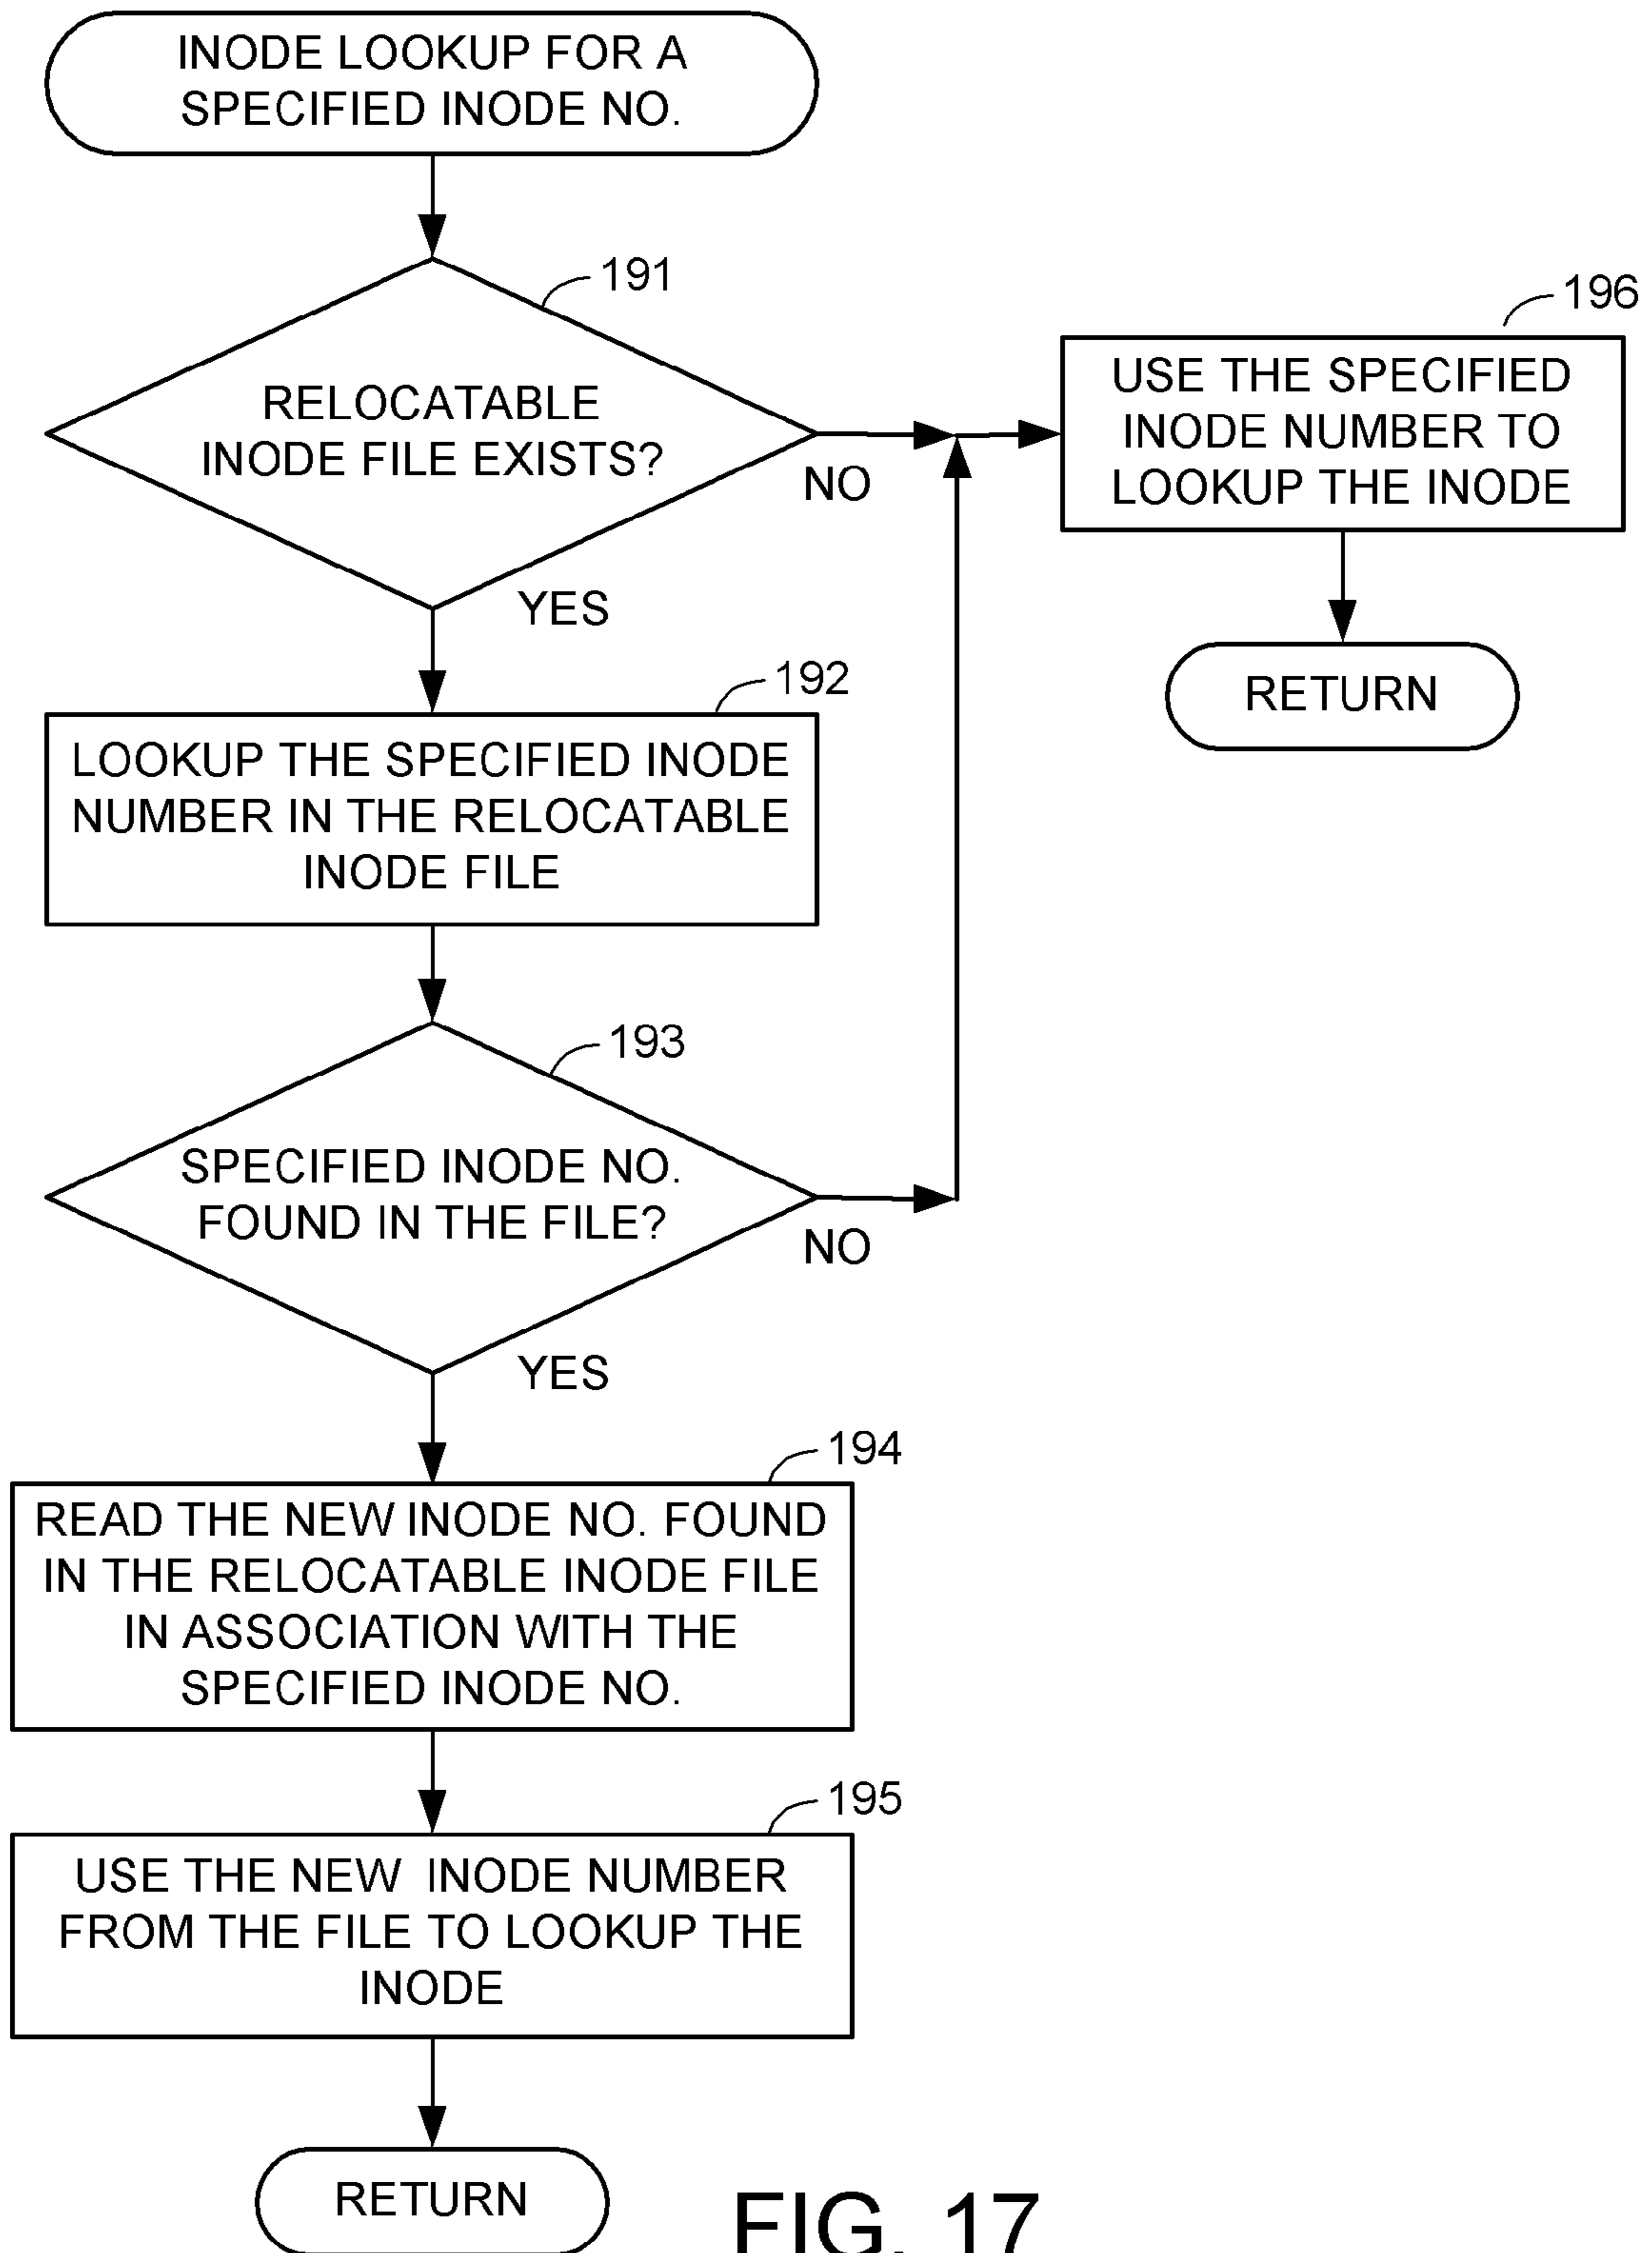 INODE LOOKUP FOR A
SPECIFIED INODE NO.
191
RELOCATABLE
INODE FILE EXISTS?
NO
YES
196
USE THE SPECIFIED
INODE NUMBER TO
LOOKUP THE INODE
RETURN
192
LOOKUP THE SPECIFIED INODE
NUMBER IN THE RELOCATABLE
INODE FILE
193
SPECIFIED INODE NO.
FOUND IN THE FILE?
NO
YES
194
READ THE NEW INODE NO. FOUND
IN THE RELOCATABLE INODE FILE
IN ASSOCIATION WITH THE
SPECIFIED INODE NO.
195
USE THE NEW INODE NUMBER
FROM THE FILE TO LOOKUP THE
INODE
RETURN
FIG. 17